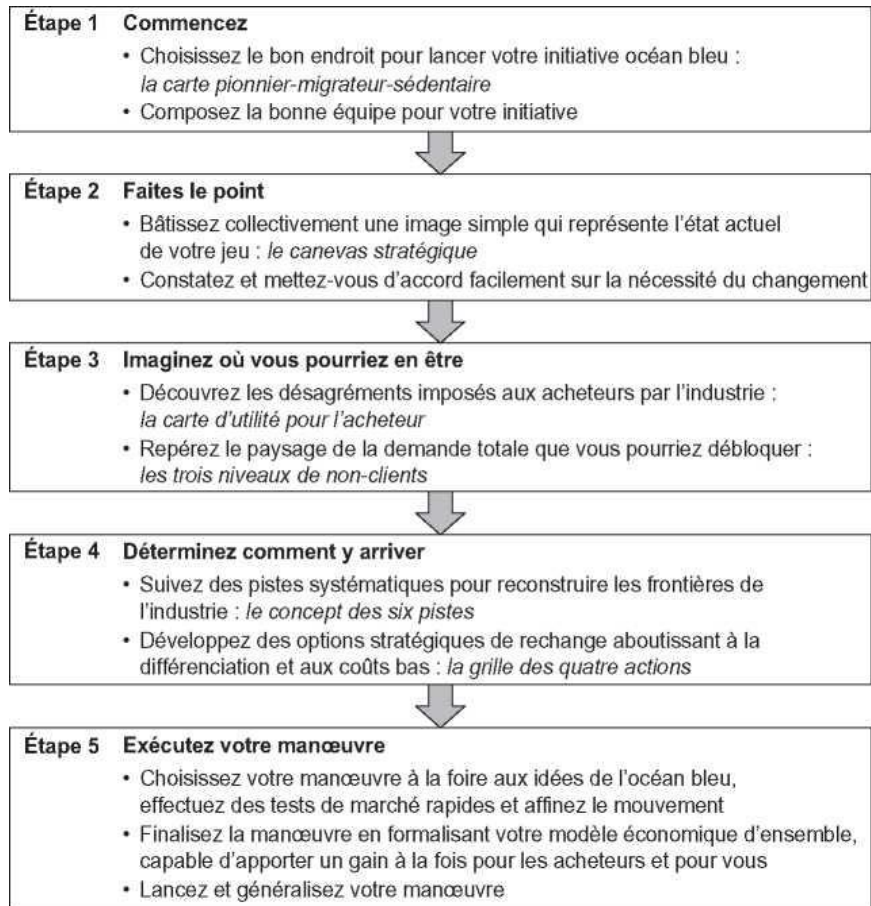 Étape 1 Commencez
• Choisissez le bon endroit pour lancer votre initiative océan bleu :
la carte pionnier-migrateur-sédentaire
• Composez la bonne équipe pour votre initiative
Étape 2 Faites le point
• Bâtissez collectivement une image simple qui représente l'état actuel
de votre jeu : le canevas stratégique
• Constatez et mettez-vous d'accord facilement sur la nécessité du changement
Étape 3 Imaginez où vous pourriez en être
• Découvrez les désagréments imposés aux acheteurs par l'industrie :
la carte d'utilité pour l'acheteur
• Repérez le paysage de la demande totale que vous pourriez débloquer :
les trois niveaux de non-clients
Étape 4 Déterminez comment y arriver
• Suivez des pistes systématiques pour reconstruire les frontières de
l'industrie : le concept des six pistes
• Développez des options stratégiques de rechange aboutissant à la
différenciation et aux coûts bas : la grille des quatre actions
Étape 5 Exécutez votre manœuvre
• Choisissez votre manœuvre à la foire aux idées de l'océan bleu,
effectuez des tests de marché rapides et affinez le mouvement
• Finalisez la manœuvre en formalisant votre modèle économique d'ensemble,
capable d'apporter un gain à la fois pour les acheteurs et pour vous
• Lancez et généralisez votre manœuvre